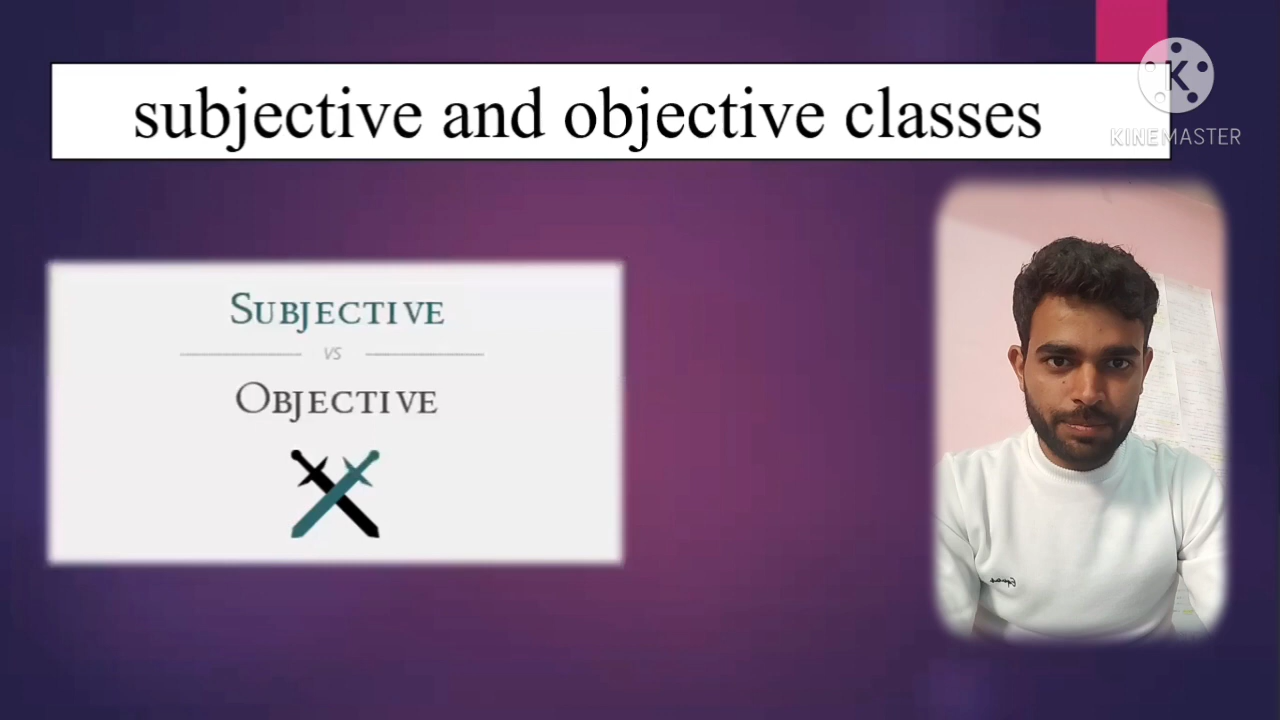 subjective and objective classes
K
KINEMASTER
SUBJECTIVE
VS
OBJECTIVE